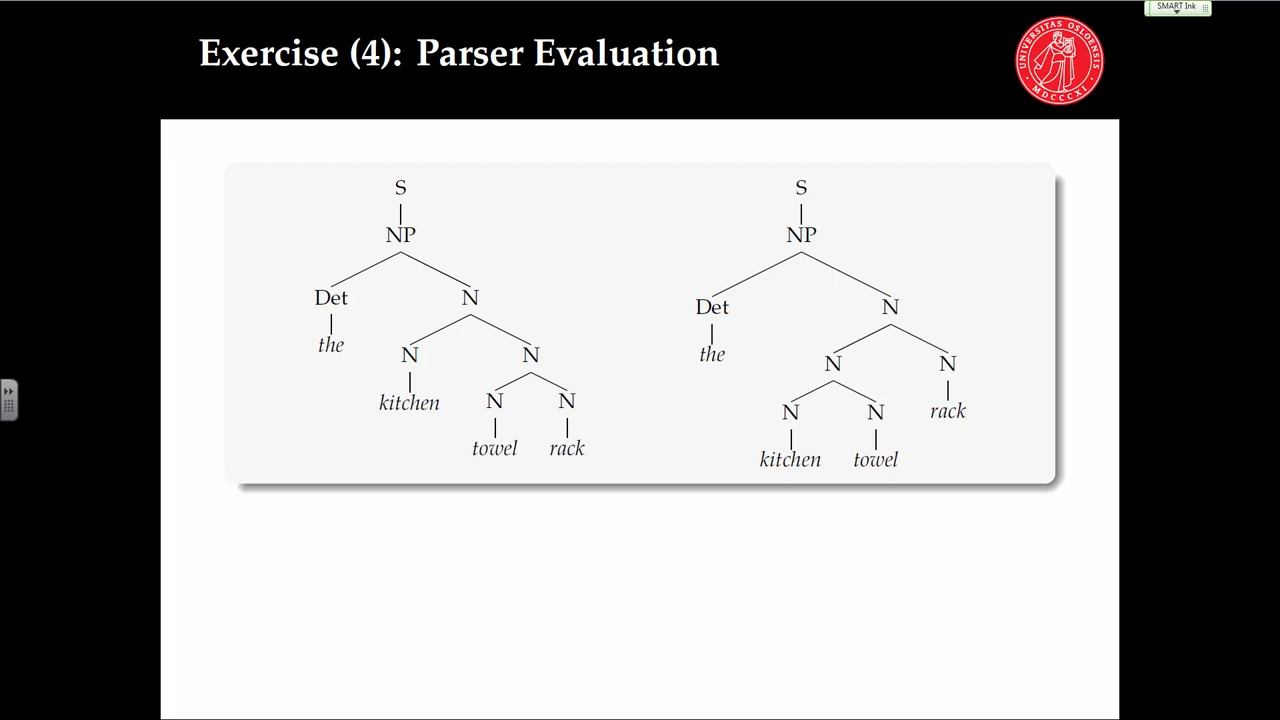 SMART Ink
Exercise (4): Parser Evaluation
UNIVERSITAS OSLOENSIS
MDCCCXI
S
NP
Det N
the
N N
kitchen
N N
towel rack
S
NP
Det N
the
N N
rack
N N
kitchen towel